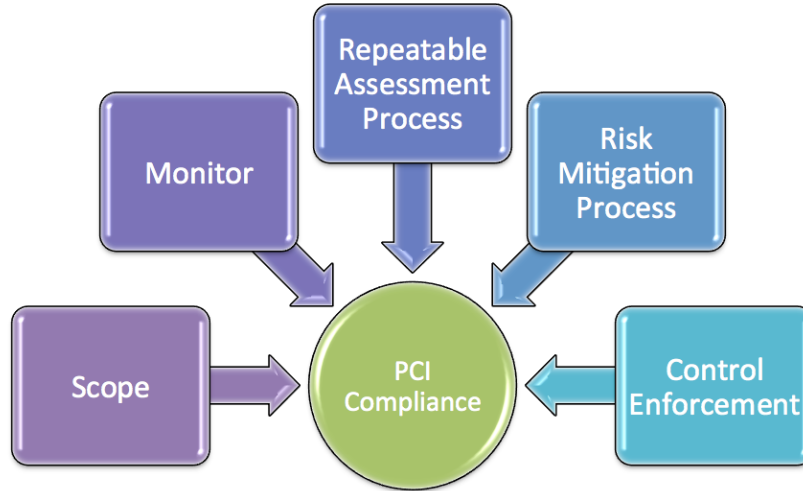 Repeatable
Assessment
Process
Monitor
Risk
Mitigation
Process
Scope
PCI
Compliance
Control
Enforcement